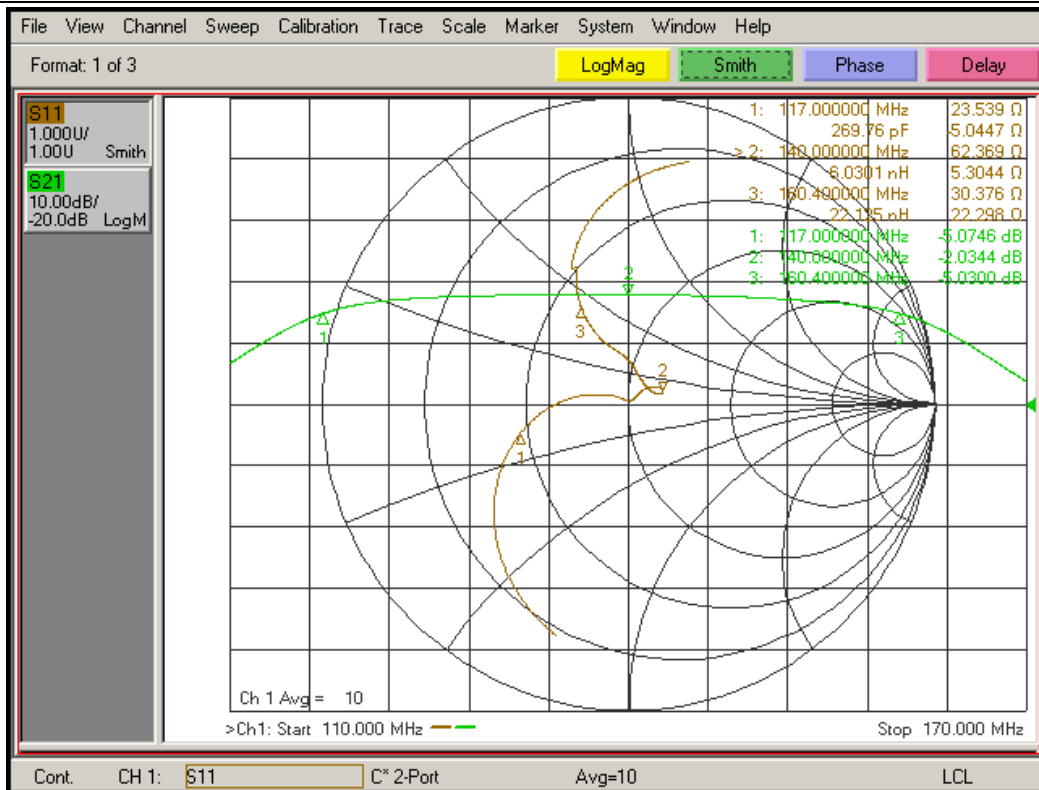 File View Channel Sweep Calibration Trace Scale Marker System Window Help
Format: 1 of 3 LogMag Smith Phase Delay
S11
1.000U/
1.00U Smith
S21
10.00dB/
-20.0dB LogM
1: 117.000000 MHz 23.539 Ω
269.76 pF -5.0447 Ω
> 2: 140.000000 MHz 62.369 Ω
6.0301 nH 5.3044 Ω
3: 160.400000 MHz 30.376 Ω
22.125 nH 22.298 Ω
1: 117.000000 MHz -5.0746 dB
2: 140.000000 MHz -2.0344 dB
3: 160.400000 MHz -5.0300 dB
2
1
3
3
2
1
Ch 1 Avg = 10
>Ch1: Start 110.000 MHz Stop 170.000 MHz
Cont. CH 1: S11 C* 2-Port Avg=10 LCL